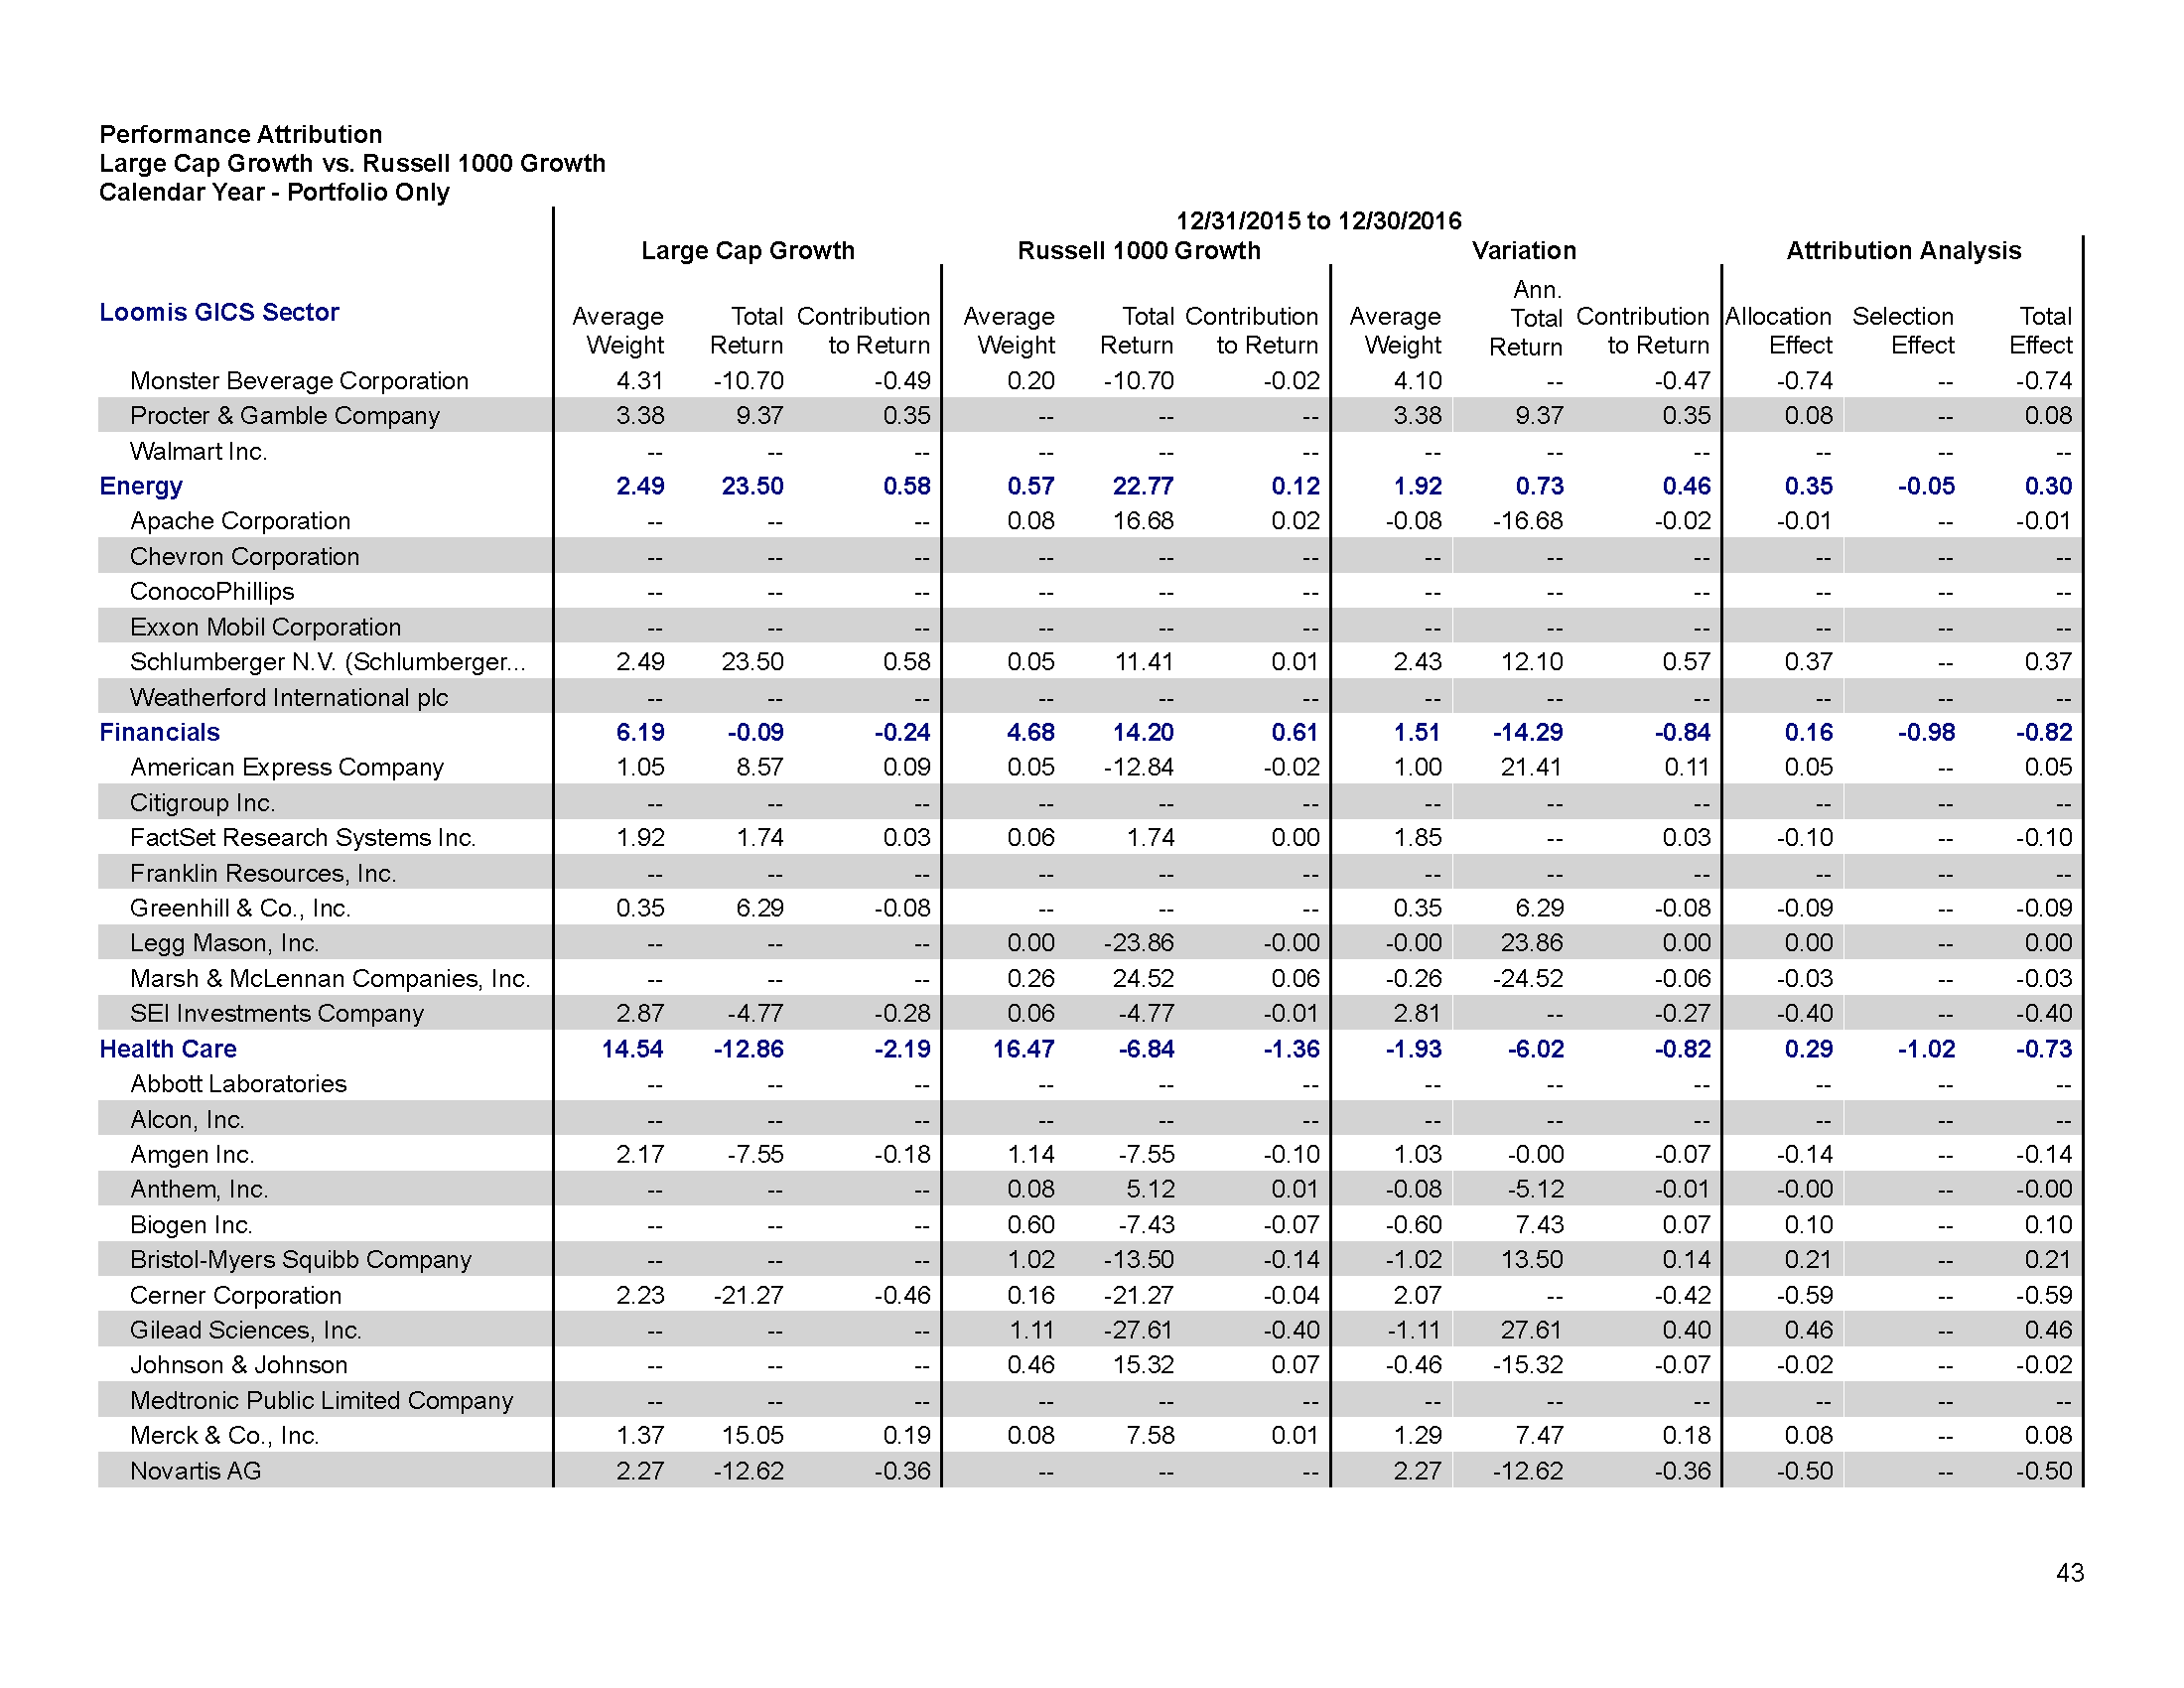 Performance Attribution
Large Cap Growth vs. Russell 1000 Growth
Calendar Year - Portfolio Only
12/31/2015 to 12/30/2016
Large Cap Growth Russell 1000 Growth Variation Attribution Analysis
Loomis GICS Sector Average Weight Total Return Contribution to Return Average Weight Total Return Contribution to Return Average Weight Ann. Total Return Contribution to Return Allocation Effect Selection Effect Total Effect
Monster Beverage Corporation 4.31 -10.70 -0.49 0.20 -10.70 -0.02 4.10 -- -0.47 -0.74 -- -0.74
Procter & Gamble Company 3.38 9.37 0.35 -- -- -- 3.38 9.37 0.35 0.08 -- 0.08
Walmart Inc. -- -- -- -- -- -- -- -- -- -- -- --
Energy 2.49 23.50 0.58 0.57 22.77 0.12 1.92 0.73 0.46 0.35 -0.05 0.30
Apache Corporation -- -- -- 0.08 16.68 0.02 -0.08 -16.68 -0.02 -0.01 -- -0.01
Chevron Corporation -- -- -- -- -- -- -- -- -- -- -- --
ConocoPhillips -- -- -- -- -- -- -- -- -- -- -- --
Exxon Mobil Corporation -- -- -- -- -- -- -- -- -- -- -- --
Schlumberger N.V. (Schlumberger... 2.49 23.50 0.58 0.05 11.41 0.01 2.43 12.10 0.57 0.37 -- 0.37
Weatherford International plc -- -- -- -- -- -- -- -- -- -- -- --
Financials 6.19 -0.09 -0.24 4.68 14.20 0.61 1.51 -14.29 -0.84 0.16 -0.98 -0.82
American Express Company 1.05 8.57 0.09 0.05 -12.84 -0.02 1.00 21.41 0.11 0.05 -- 0.05
Citigroup Inc. -- -- -- -- -- -- -- -- -- -- -- --
FactSet Research Systems Inc. 1.92 1.74 0.03 0.06 1.74 0.00 1.85 -- 0.03 -0.10 -- -0.10
Franklin Resources, Inc. -- -- -- -- -- -- -- -- -- -- -- --
Greenhill & Co., Inc. 0.35 6.29 -0.08 -- -- -- 0.35 6.29 -0.08 -0.09 -- -0.09
Legg Mason, Inc. -- -- -- 0.00 -23.86 -0.00 -0.00 23.86 0.00 0.00 -- 0.00
Marsh & McLennan Companies, Inc. -- -- -- 0.26 24.52 0.06 -0.26 -24.52 -0.06 -0.03 -- -0.03
SEI Investments Company 2.87 -4.77 -0.28 0.06 -4.77 -0.01 2.81 -- -0.27 -0.40 -- -0.40
Health Care 14.54 -12.86 -2.19 16.47 -6.84 -1.36 -1.93 -6.02 -0.82 0.29 -1.02 -0.73
Abbott Laboratories -- -- -- -- -- -- -- -- -- -- -- --
Alcon, Inc. -- -- -- -- -- -- -- -- -- -- -- --
Amgen Inc. 2.17 -7.55 -0.18 1.14 -7.55 -0.10 1.03 -0.00 -0.07 -0.14 -- -0.14
Anthem, Inc. -- -- -- 0.08 5.12 0.01 -0.08 -5.12 -0.01 -0.00 -- -0.00
Biogen Inc. -- -- -- 0.60 -7.43 -0.07 -0.60 7.43 0.07 0.10 -- 0.10
Bristol-Myers Squibb Company -- -- -- 1.02 -13.50 -0.14 -1.02 13.50 0.14 0.21 -- 0.21
Cerner Corporation 2.23 -21.27 -0.46 0.16 -21.27 -0.04 2.07 -- -0.42 -0.59 -- -0.59
Gilead Sciences, Inc. -- -- -- 1.11 -27.61 -0.40 -1.11 27.61 0.40 0.46 -- 0.46
Johnson & Johnson -- -- -- 0.46 15.32 0.07 -0.46 -15.32 -0.07 -0.02 -- -0.02
Medtronic Public Limited Company -- -- -- -- -- -- -- -- -- -- -- --
Merck & Co., Inc. 1.37 15.05 0.19 0.08 7.58 0.01 1.29 7.47 0.18 0.08 -- 0.08
Novartis AG 2.27 -12.62 -0.36 -- -- -- 2.27 -12.62 -0.36 -0.50 -- -0.50
43